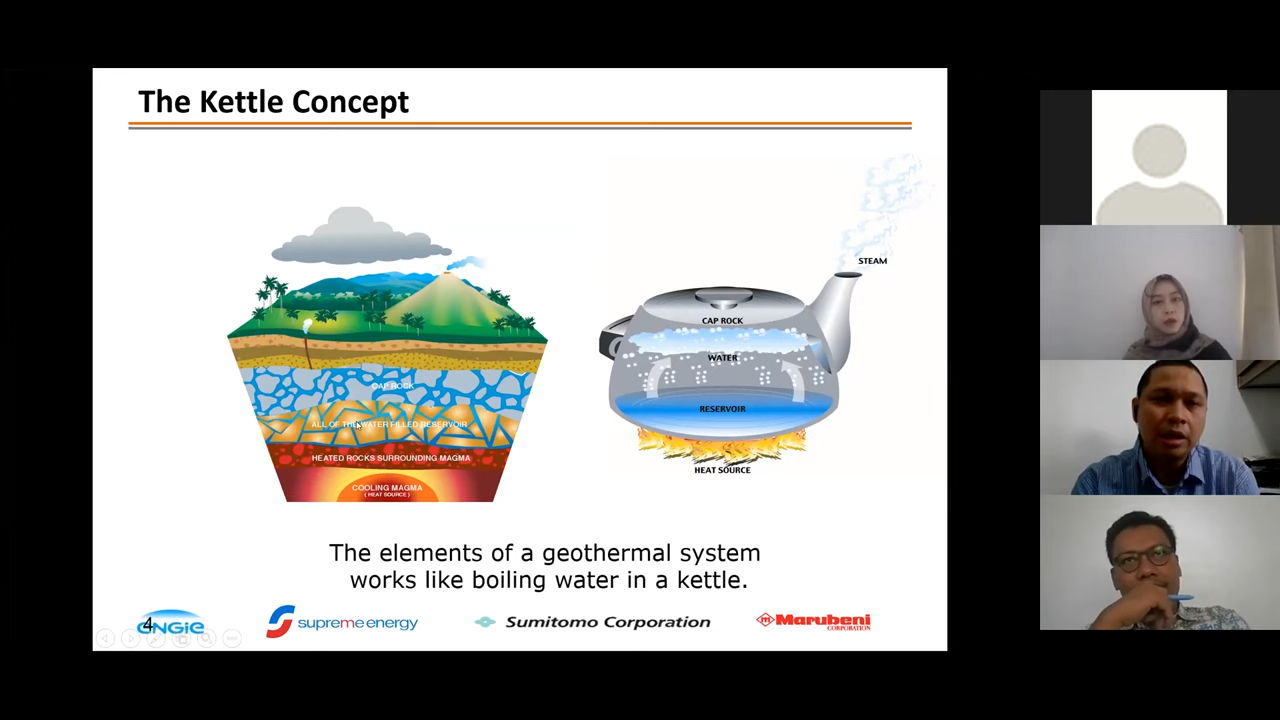 The Kettle Concept
CAP ROCK
ALL OF THE WATER FILLED RESERVOIR
HEATED ROCKS SURROUNDING MAGMA
COOLING MAGMA
( HEAT SOURCE )
STEAM
CAP ROCK
WATER
RESERVOIR
HEAT SOURCE
The elements of a geothermal system
works like boiling water in a kettle.
4
engie
supreme energy
Sumitomo Corporation
Marubeni
CORPORATION